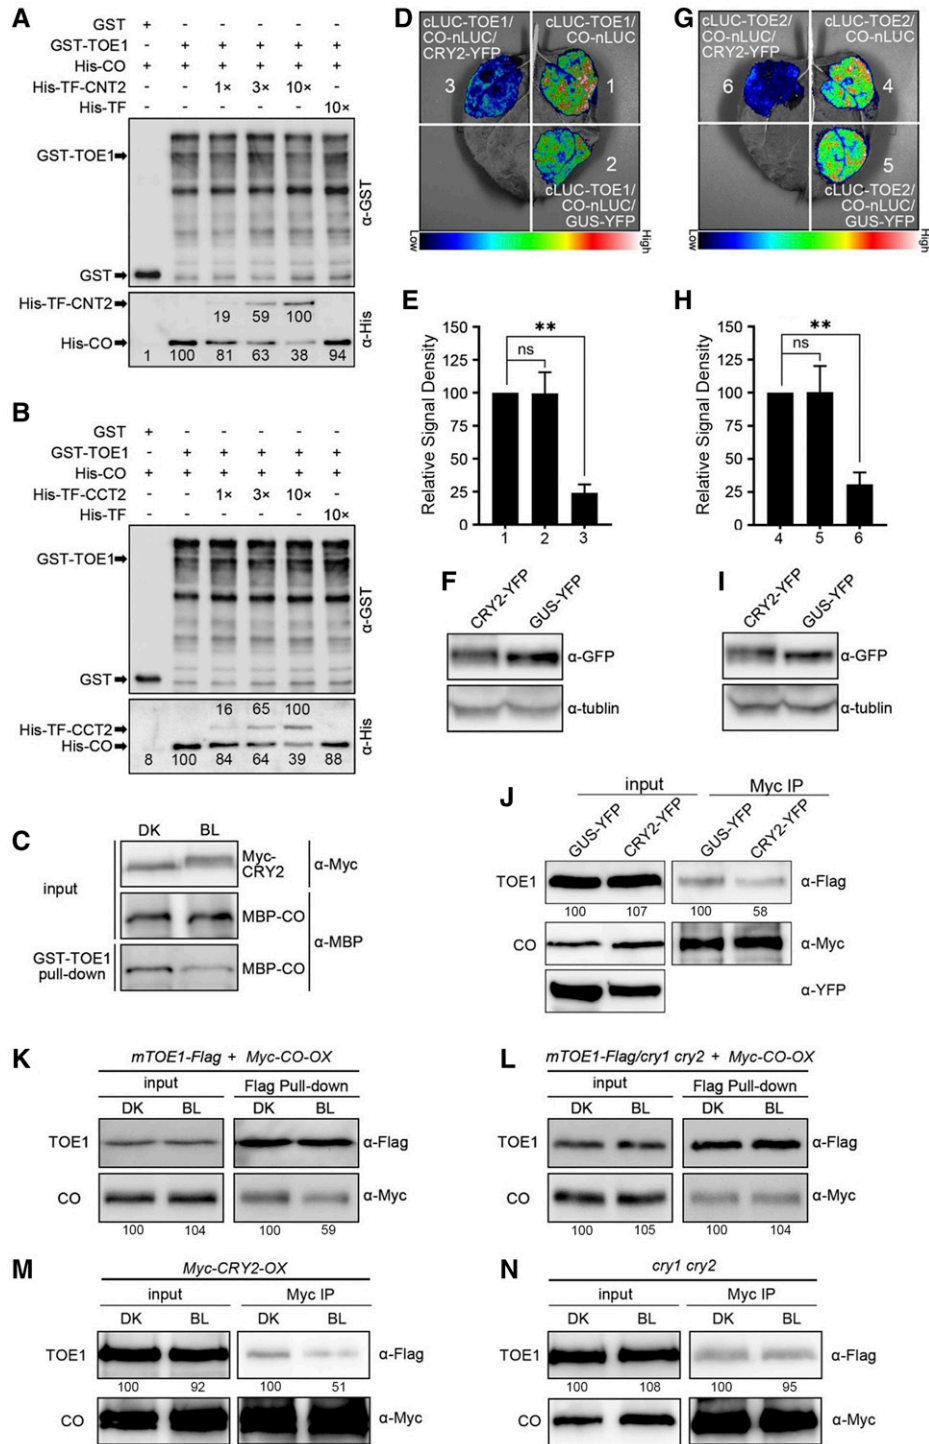 A
GST + - - - - -
GST-TOE1 - + + + + +
His-CO + + + + + +
His-TF-CNT2 - - 1× 3× 10× -
His-TF - - - - - 10×
GST-TOE1
GST
α-GST
His-TF-CNT2
19 59 100
His-CO
1 100 81 63 38 94
α-His
B
GST + - - - - -
GST-TOE1 - + + + + +
His-CO + + + + + +
His-TF-CCT2 - - 1× 3× 10× -
His-TF - - - - - 10×
GST-TOE1
GST
α-GST
16 65 100
His-TF-CCT2
His-CO
8 100 84 64 39 88
α-His
C
DK BL
input
Myc-CRY2
α-Myc
MBP-CO
α-MBP
GST-TOE1
pull-down
MBP-CO
D
cLUC-TOE1/
CO-nLUC/
CRY2-YFP
cLUC-TOE1/
CO-nLUC
3
1
2
cLUC-TOE1/
CO-nLUC/
GUS-YFP
Low
High
E
Relative Signal Density
150
125
100
75
50
25
0
**
ns
1 2 3
F
CRY2-YFP
GUS-YFP
α-GFP
α-tublin
G
cLUC-TOE2/
CO-nLUC/
CRY2-YFP
cLUC-TOE2/
CO-nLUC
6
4
5
cLUC-TOE2/
CO-nLUC/
GUS-YFP
Low
High
H
Relative Signal Density
150
125
100
75
50
25
0
**
ns
4 5 6
I
CRY2-YFP
GUS-YFP
α-GFP
α-tublin
J
input Myc IP
GUS-YFP CRY2-YFP GUS-YFP CRY2-YFP
TOE1 α-Flag
100 107 100 58
CO α-Myc
α-YFP
K
mTOE1-Flag + Myc-CO-OX
input Flag Pull-down
DK BL DK BL
TOE1 α-Flag
CO α-Myc
100 104 100 59
L
mTOE1-Flag/cry1 cry2 + Myc-CO-OX
input Flag Pull-down
DK BL DK BL
TOE1 α-Flag
CO α-Myc
100 105 100 104
M
Myc-CRY2-OX
input Myc IP
DK BL DK BL
TOE1 α-Flag
100 92 100 51
CO α-Myc
N
cry1 cry2
input Myc IP
DK BL DK BL
TOE1 α-Flag
100 108 100 95
CO α-Myc